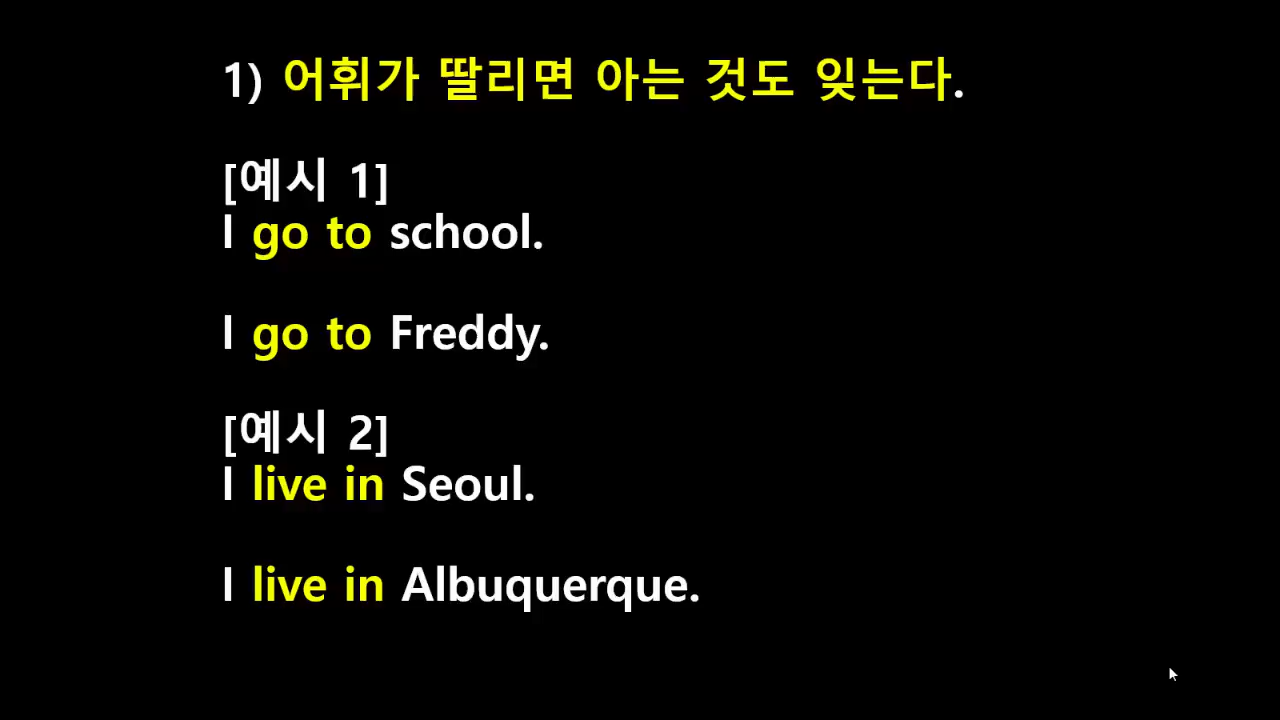 1) 어휘가 딸리면 아는 것도 잊는다.
[예시 1]
I go to school.
I go to Freddy.
[예시 2]
I live in Seoul.
I live in Albuquerque.